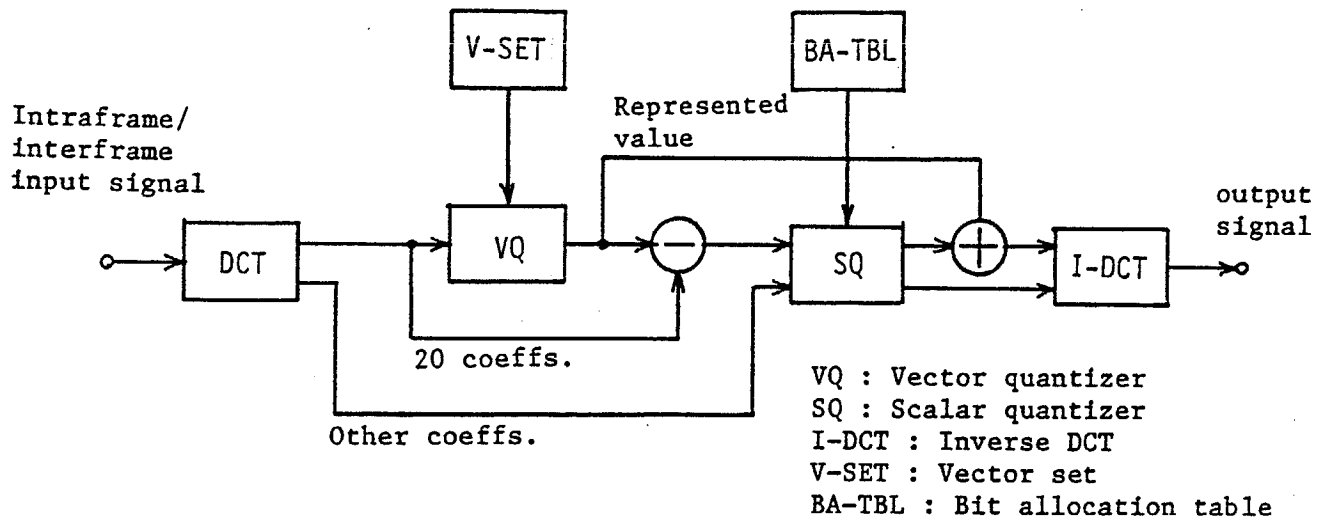 V-SET
BA-TBL
Intraframe/
interframe
input signal
Represented
value
output
signal
DCT
VQ
SQ
I-DCT
20 coeffs.
Other coeffs.
VQ : Vector quantizer
SQ : Scalar quantizer
I-DCT : Inverse DCT
V-SET : Vector set
BA-TBL : Bit allocation table